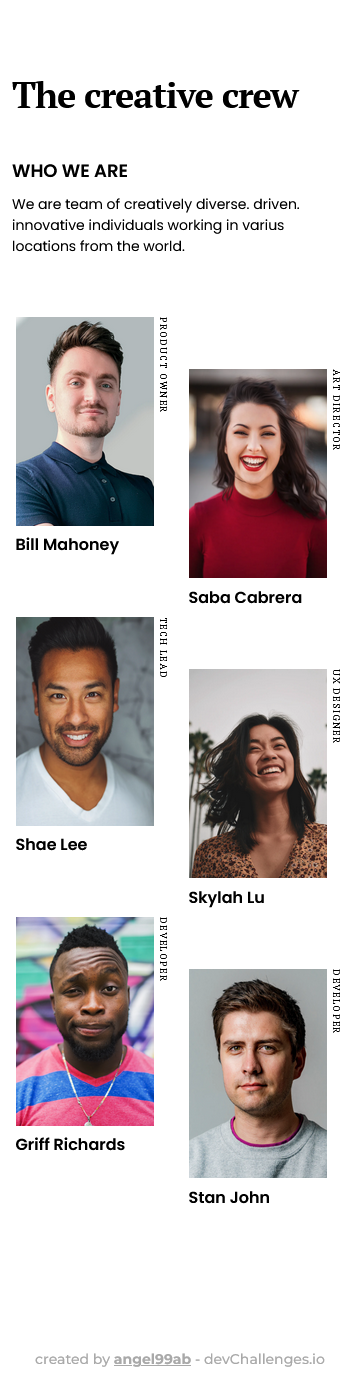 The creative crew
WHO WE ARE
We are team of creatively diverse. driven.
innovative individuals working in varius
locations from the world.
PRODUCT OWNER
Bill Mahoney
ART DIRECTOR
Saba Cabrera
TECH LEAD
Shae Lee
UX DESIGNER
Skylah Lu
DEVELOPER
Griff Richards
DEVELOPER
Stan John
created by angel99ab - devChallenges.io